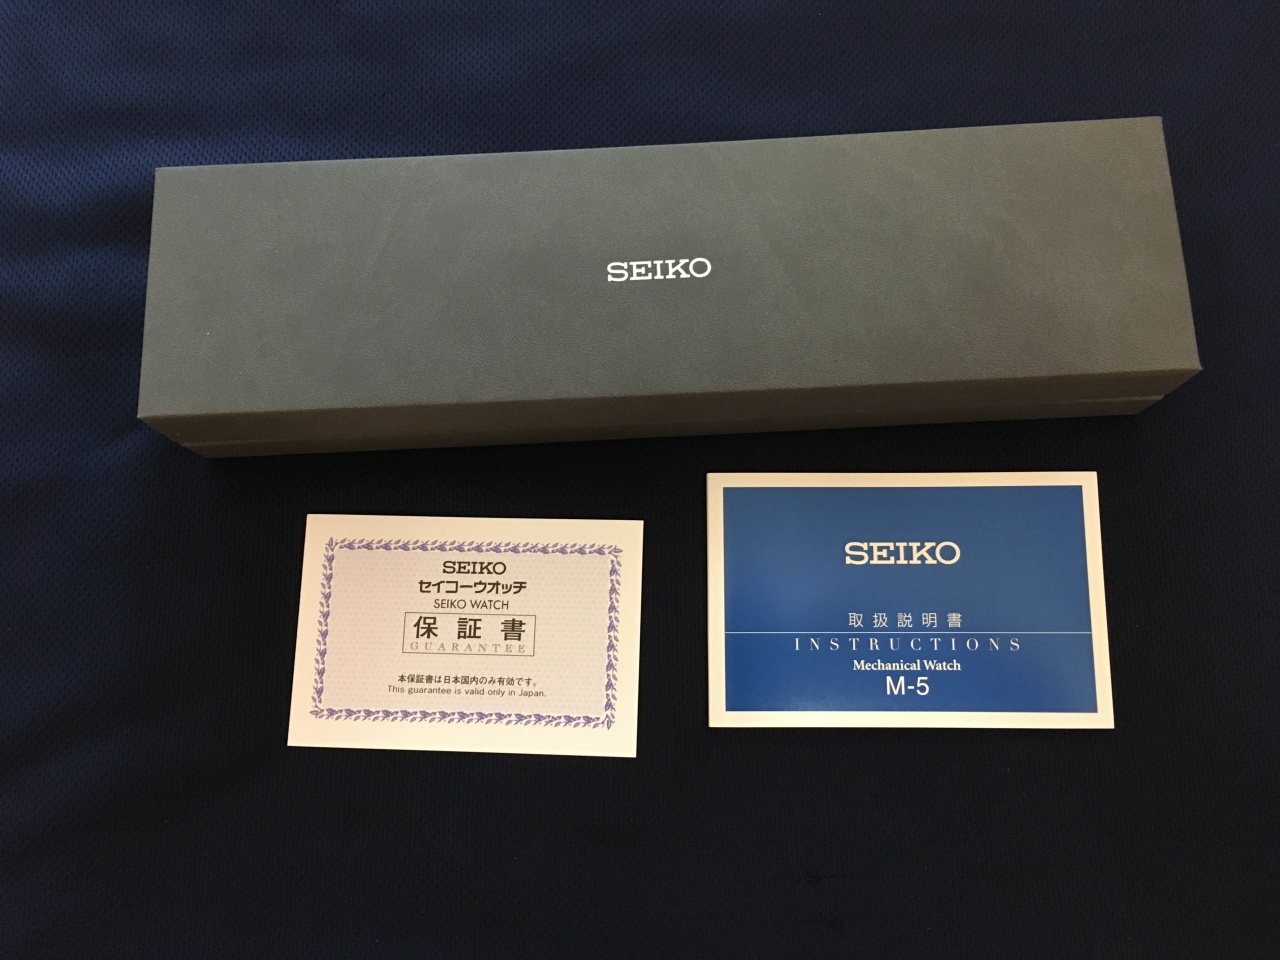 SEIKO
SEIKO
セイコーウオッチ
SEIKO WATCH
保証書
GUARANTEE
本保証書は日本国内のみ有効です。
This guarantee is valid only in Japan.
SEIKO
取扱説明書
INSTRUCTIONS
Mechanical Watch
M-5